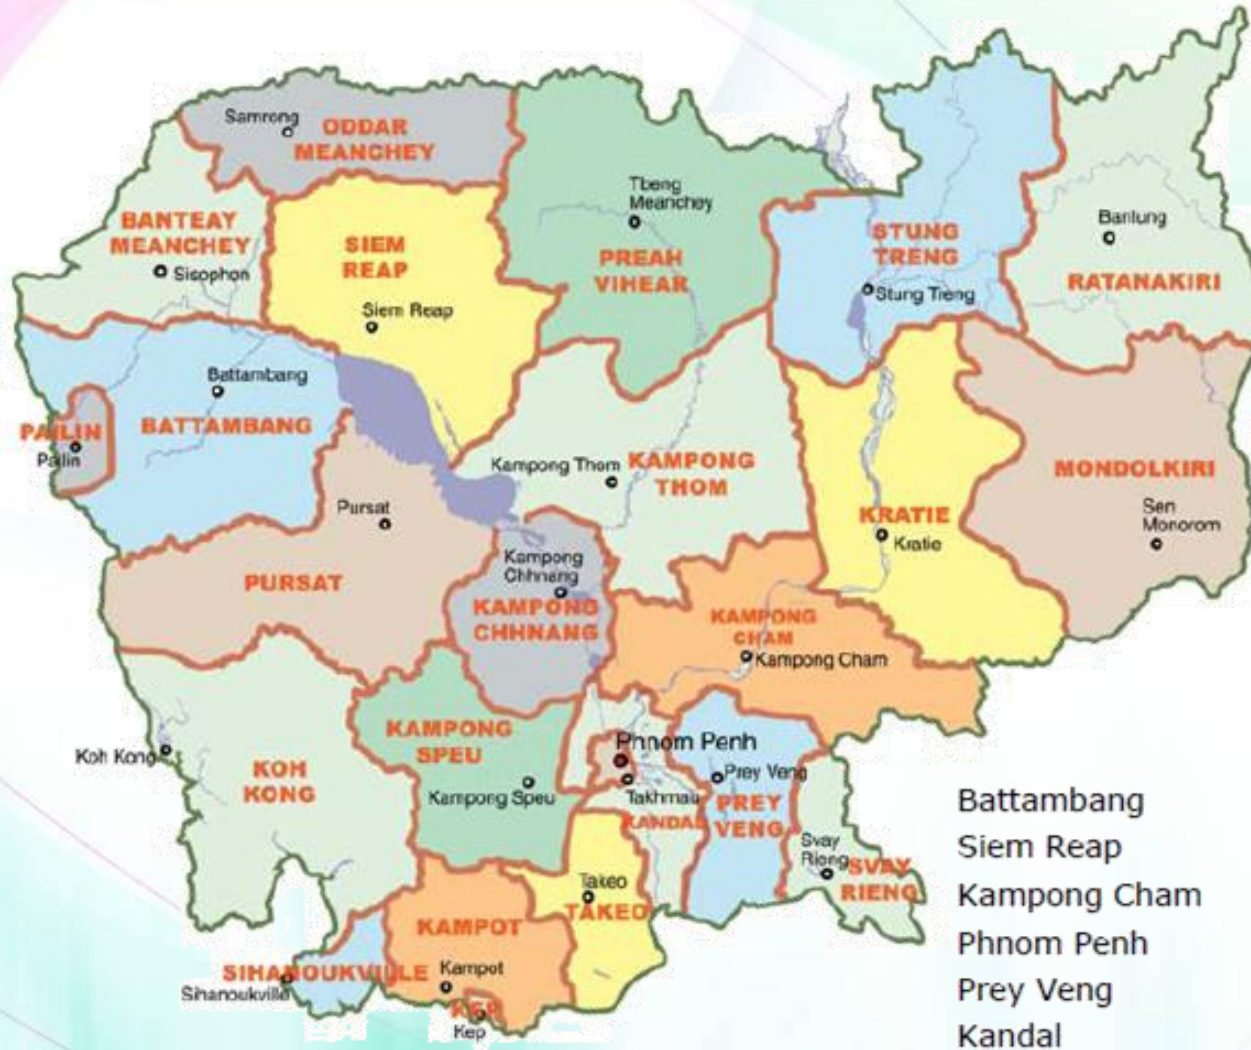 Samrong
ODDAR
MEANCHEY
BANTEAY
MEANCHEY
Sisophon
SIEM
REAP
Siem Reap
Tbeng
Meanchey
PREAH
VIHEAR
STUNG
TRENG
Stung Treng
Banlung
RATANAKIRI
Battambang
BATTAMBANG
PAILIN
Pailin
Pursat
PURSAT
Kampong Thom
KAMPONG
THOM
KRATIE
Kratie
MONDOLKIRI
Sen
Monorom
Kampong
Chhnang
KAMPONG
CHHNANG
KAMPONG
CHAM
Kampong Cham
Koh Kong
KOH
KONG
KAMPONG
SPEU
Kampong Speu
Phnom Penh
Takhmau
KANDAL
Prey Veng
PREY
VENG
Svay
Rieng
SVAY
RIENG
Takeo
TAKEO
KAMPOT
Kampot
SIHANOUKVILLE
Sihanoukville
KEP
Kep
Battambang
Siem Reap
Kampong Cham
Phnom Penh
Prey Veng
Kandal